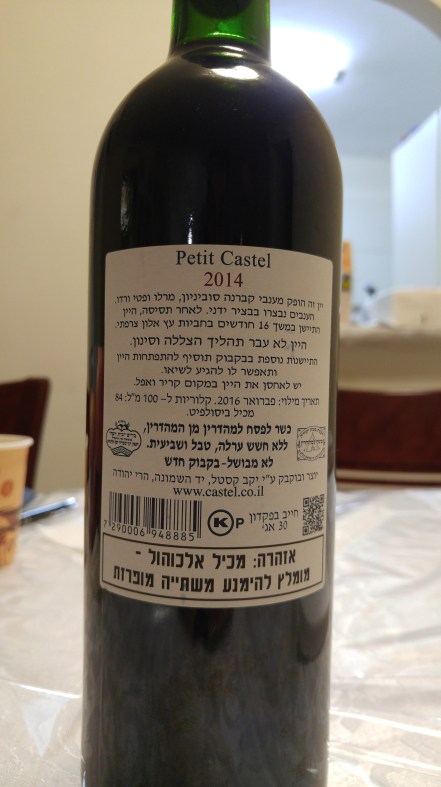 Petit Castel
2014
יין זה הופק מענבי קברנה סוביניון, מרלו ופטי ורדו.
הענבים נבצרו בבציר ידני. לאחר תסיסה, היין
התיישן במשך 16 חודשים בחביות עץ אלון צרפתי.
היין לא עבר תהליך הצללה וסינון.
התיישנות נוספת בבקבוק תוסיף להתפתחות היין
ותאפשר לו להגיע לשיאו.
יש לאחסן את היין במקום קריר ואפל.
תאריך מילוי: פברואר 2016. קלוריות ל– 100 מ"ל: 84
מכיל ביסולפיט.
כשר לפסח למהדרין מן המהדרין,
ללא חשש ערלה, טבל ושביעית.
לא מבושל-בקבוק חדש
יוצר ובוקבק ע"י יקב קסטל, יד השמונה, הרי יהודה
www.castel.co.il
חייב בפקדון
30 אג'
K P
7 290006 948885
אזהרה: מכיל אלכוהול -
מומלץ להימנע משתייה מופרזת